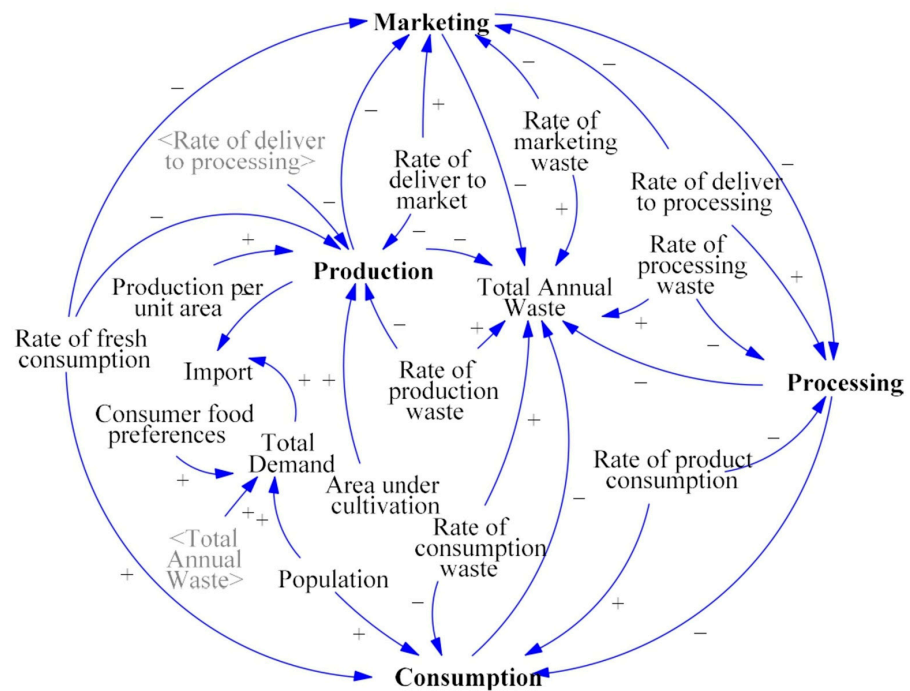 Marketing
<Rate of deliver
to processing>
Rate of
deliver to
market
Rate of
marketing
waste
Rate of deliver
to processing
Production per
unit area
Production
Total Annual
Waste
Rate of
processing
waste
Rate of fresh
consumption
Import
Rate of
production
waste
Processing
Consumer food
preferences
Total
Demand
Area under
cultivation
Rate of product
consumption
<Total
Annual
Waste>
Population
Rate of
consumption
waste
Consumption